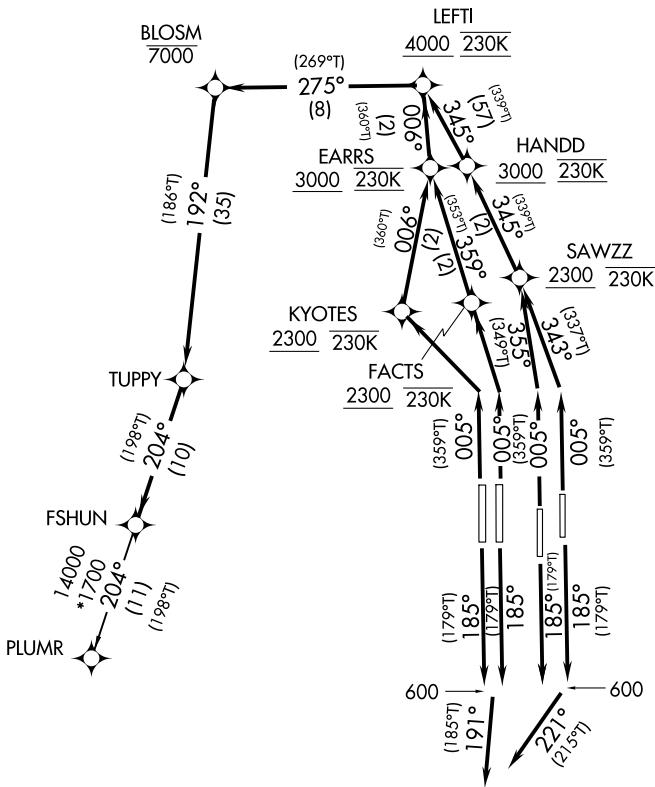 LEFTI
4000 230K
BLOSM
7000
(269°T)
275°
(8)
(339°T)
(57)
345°
(360°T)
(2)
006°
EARRS
3000 230K
HANDD
3000 230K
(339°T)
345°
(2)
(186°T)
192°
(35)
(360°T)
006°
(2)
(353°T)
359°
(2)
SAWZZ
2300 230K
KYOTES
2300 230K
FACTS
2300 230K
(349°T)
355°
343°
(337°T)
TUPPY
(198°T)
204°
(10)
(359°T)
005°
005°
(359°T)
005°
005°
(359°T)
FSHUN
14000
*1700
204°
(11)
(198°T)
PLUMR
(179°T)
185°
(179°T)
185°
185°
(179°T)
185°
(179°T)
600
600
(185°T)
191°
221°
(215°T)